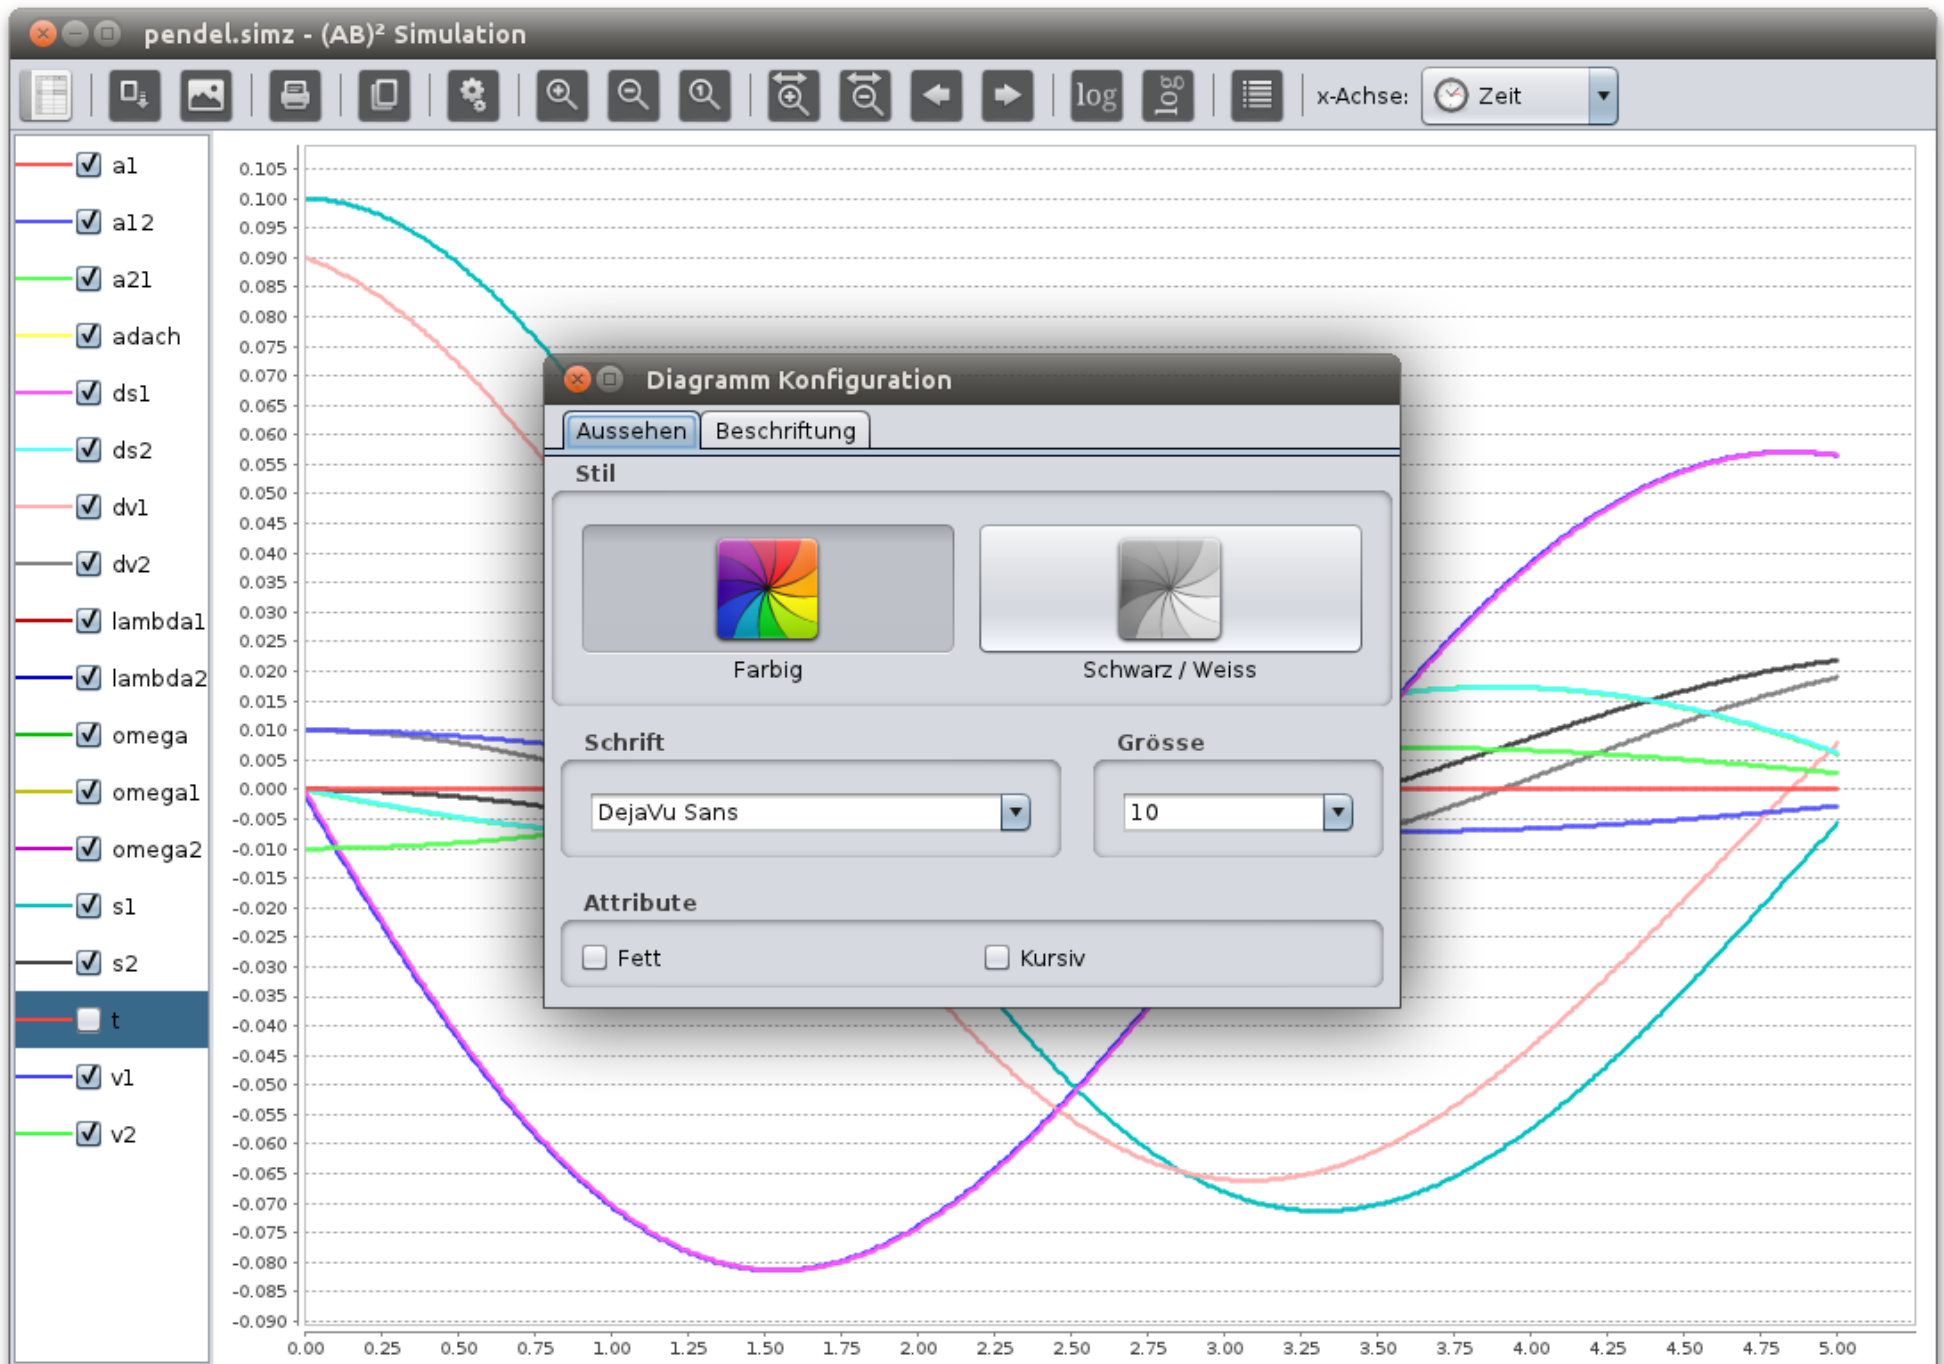 pendel.simz - (AB)² Simulation
log log x-Achse: Zeit
a1
a12
a21
adach
ds1
ds2
dv1
dv2
lambda1
lambda2
omega
omega1
omega2
s1
s2
t
v1
v2
0.105
0.100
0.095
0.090
0.085
0.080
0.075
0.070
0.065
0.060
0.055
0.050
0.045
0.040
0.035
0.030
0.025
0.020
0.015
0.010
0.005
0.000
-0.005
-0.010
-0.015
-0.020
-0.025
-0.030
-0.035
-0.040
-0.045
-0.050
-0.055
-0.060
-0.065
-0.070
-0.075
-0.080
-0.085
-0.090
0.00 0.25 0.50 0.75 1.00 1.25 1.50 1.75 2.00 2.25 2.50 2.75 3.00 3.25 3.50 3.75 4.00 4.25 4.50 4.75 5.00
Diagramm Konfiguration
Aussehen Beschriftung
Stil
Farbig Schwarz / Weiss
Schrift Grösse
DejaVu Sans 10
Attribute
Fett Kursiv